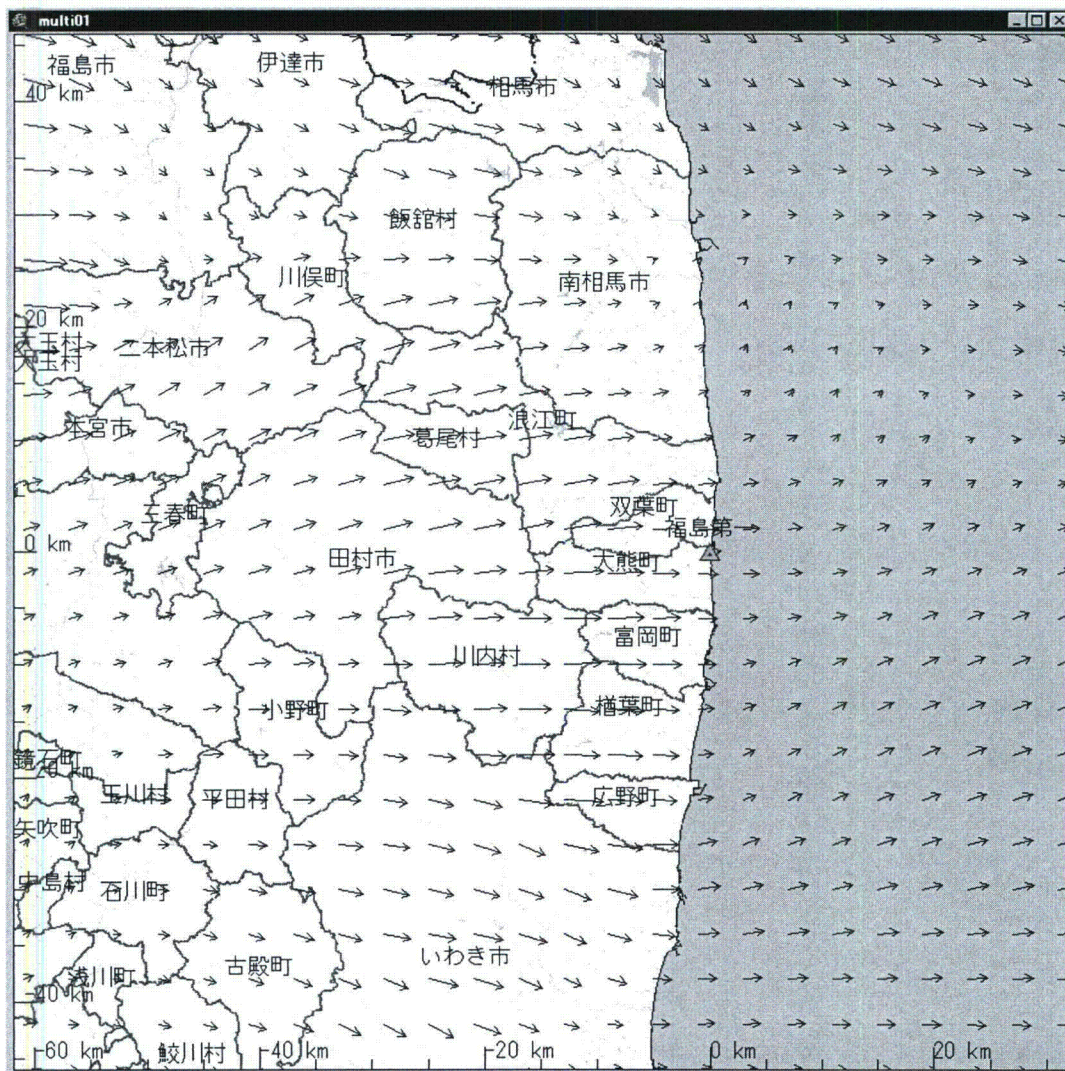 multi01
福島市
伊達市
相馬市
40 km
飯舘村
川俣町
南相馬市
20 km
大玉村
大玉村
二本松市
本宮市
浪江町
葛尾村
双葉町
三春町
福島第一
0 km
田村市
大熊町
富岡町
川内村
小野町
楢葉町
鏡石町
-20 km
玉川村
平田村
広野町
矢吹町
中島村
石川町
いわき市
古殿町
浅川町
-40 km
鮫川村
-60 km
-40 km
-20 km
0 km
20 km